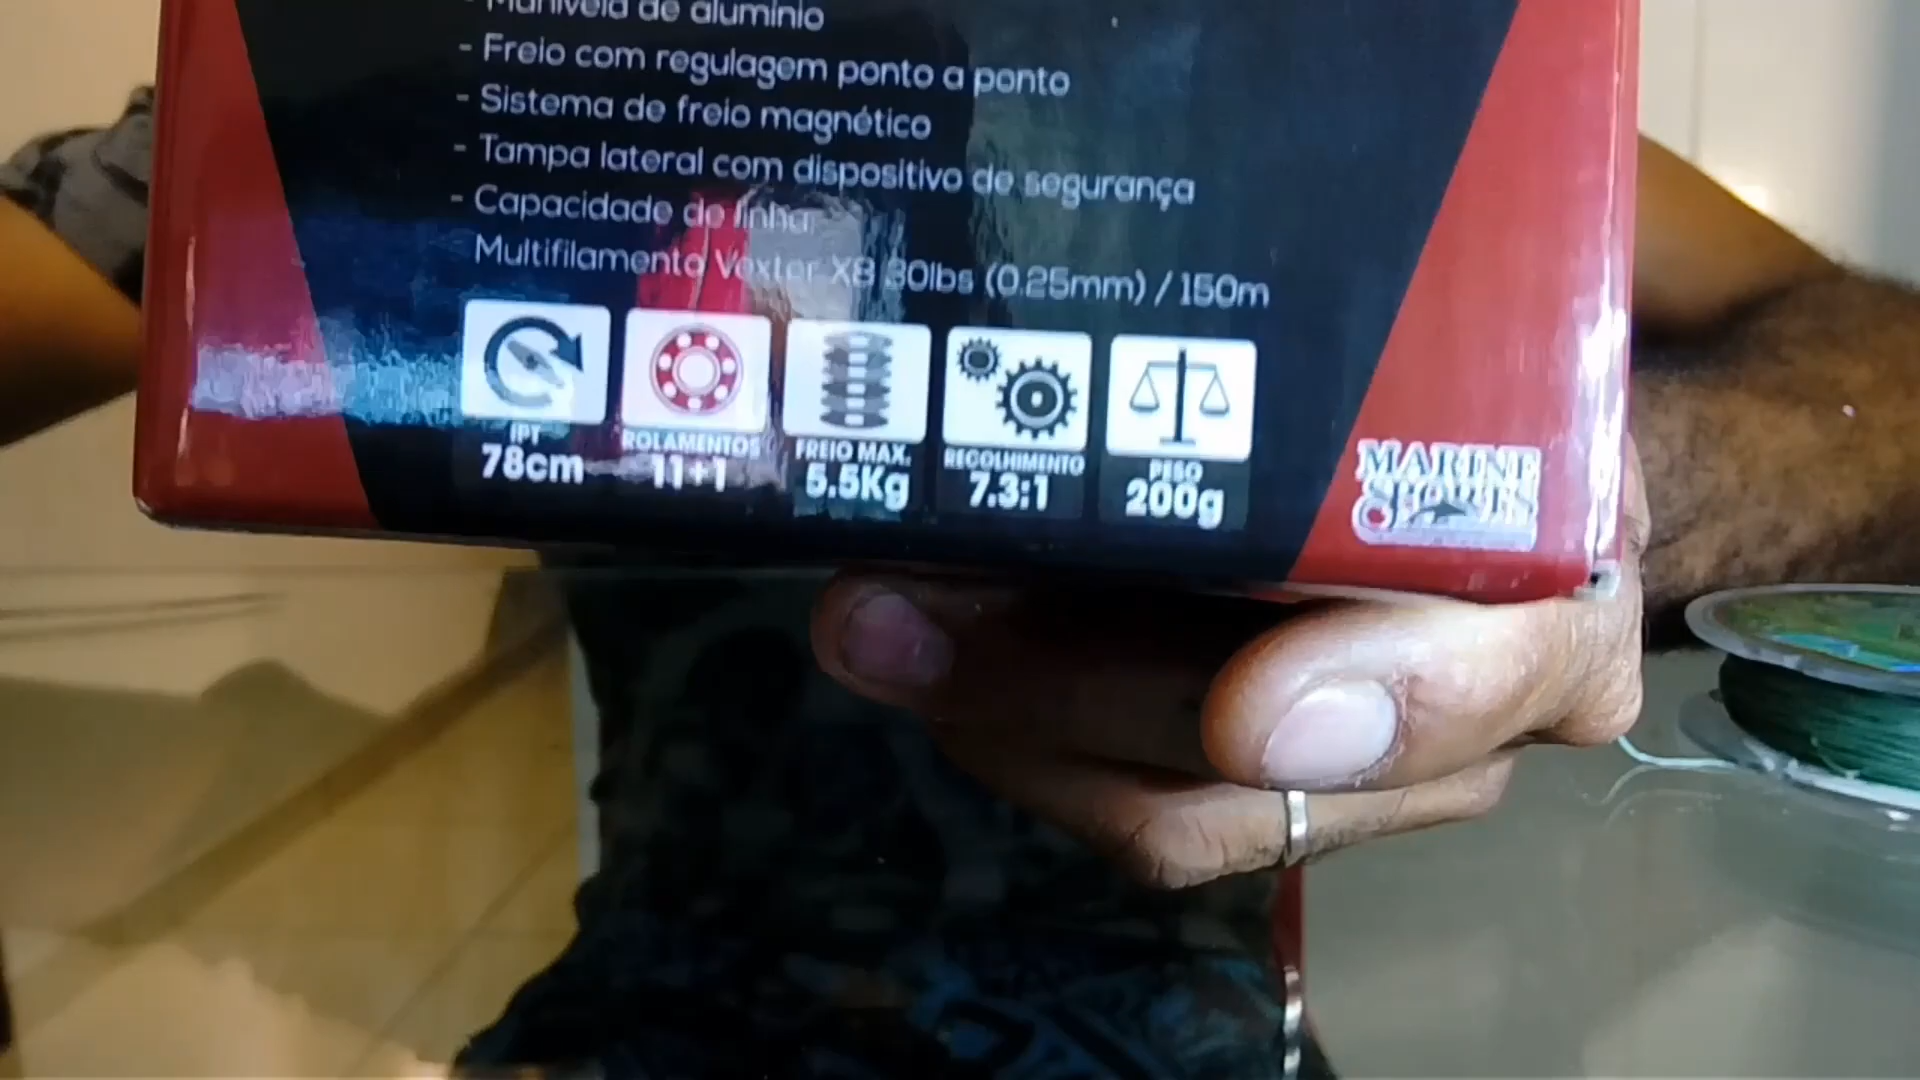 - Manivela de alumínio
- Freio com regulagem ponto a ponto
- Sistema de freio magnético
- Tampa lateral com dispositivo de segurança
- Capacidade de linha
Multifilamento Vexter X8 30lbs (0.25mm) / 150m
IPT
78cm
ROLAMENTOS
11+1
FREIO MAX.
5.5Kg
RECOLHIMENTO
7.3:1
PESO
200g
MARINE
SPORTS